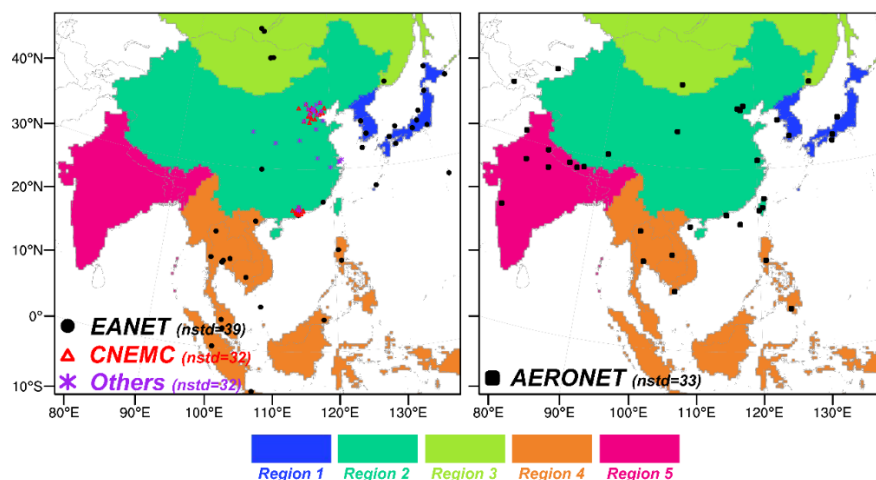 40°N
30°N
20°N
10°N
0°
10°S
EANET (nstd=39)
CNEMC (nstd=32)
Others (nstd=32)
80°E 90°E 100°E 120°E 130°E
AERONET (nstd=33)
80°E 90°E 100°E 120°E 130°E
Region 1 Region 2 Region 3 Region 4 Region 5